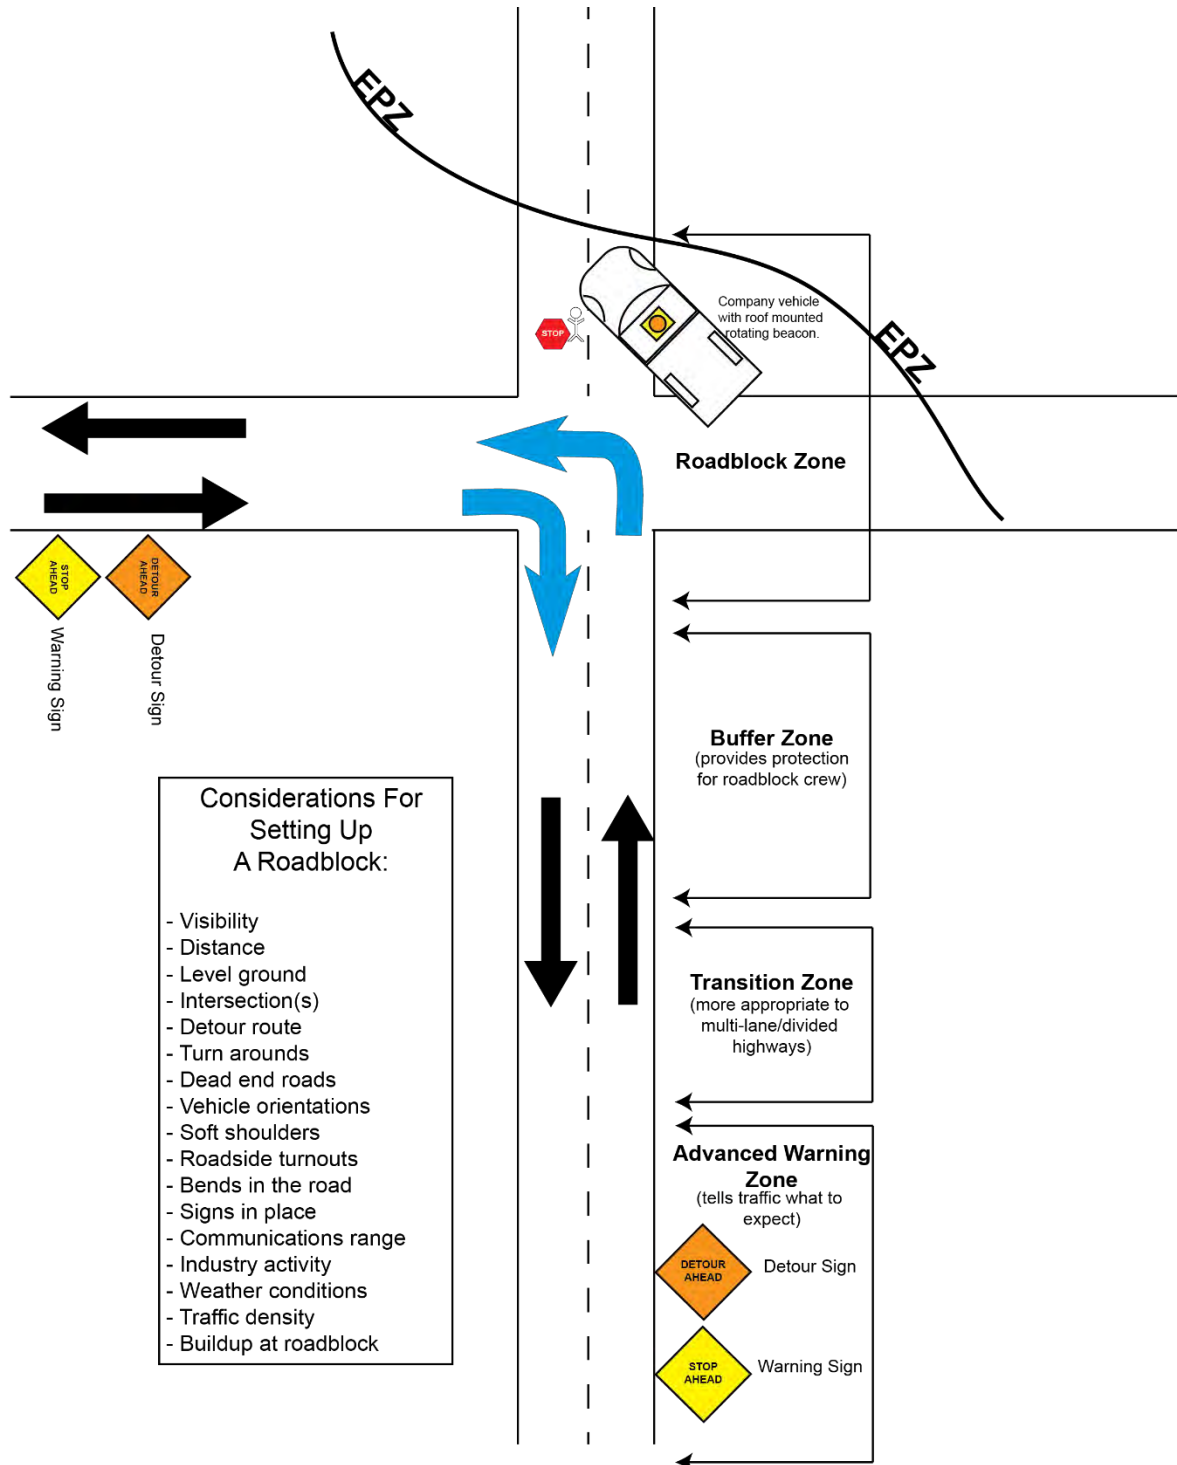 EPZ
Company vehicle
with roof mounted
rotating beacon.
STOP
EPZ
Roadblock Zone
STOP
AHEAD
DETOUR
AHEAD
Warning Sign
Detour Sign
Buffer Zone
(provides protection
for roadblock crew)
Considerations For
Setting Up
A Roadblock:
- Visibility
- Distance
- Level ground
- Intersection(s)
- Detour route
- Turn arounds
- Dead end roads
- Vehicle orientations
- Soft shoulders
- Roadside turnouts
- Bends in the road
- Signs in place
- Communications range
- Industry activity
- Weather conditions
- Traffic density
- Buildup at roadblock
Transition Zone
(more appropriate to
multi-lane/divided
highways)
Advanced Warning
Zone
(tells traffic what to
expect)
DETOUR
AHEAD
Detour Sign
STOP
AHEAD
Warning Sign